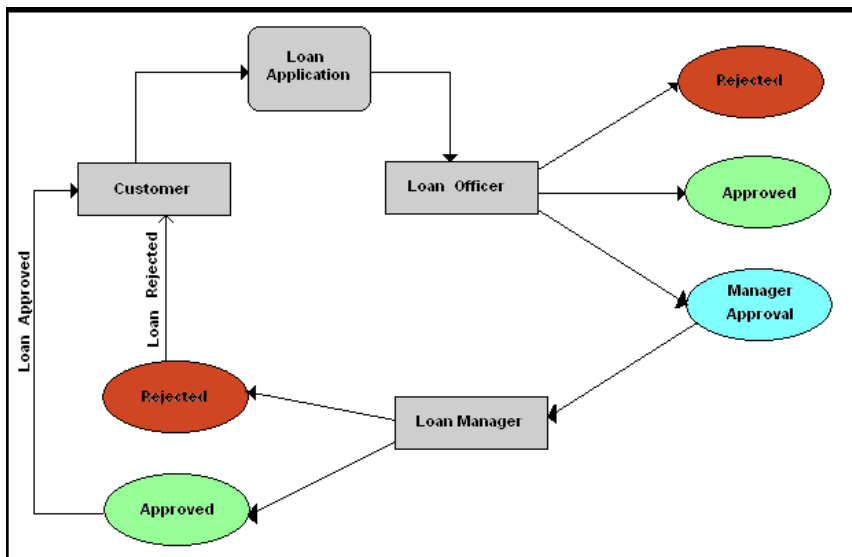 Loan
Application
Rejected
Customer
Loan Officer
Approved
Loan Approved
Loan Rejected
Manager
Approval
Rejected
Loan Manager
Approved